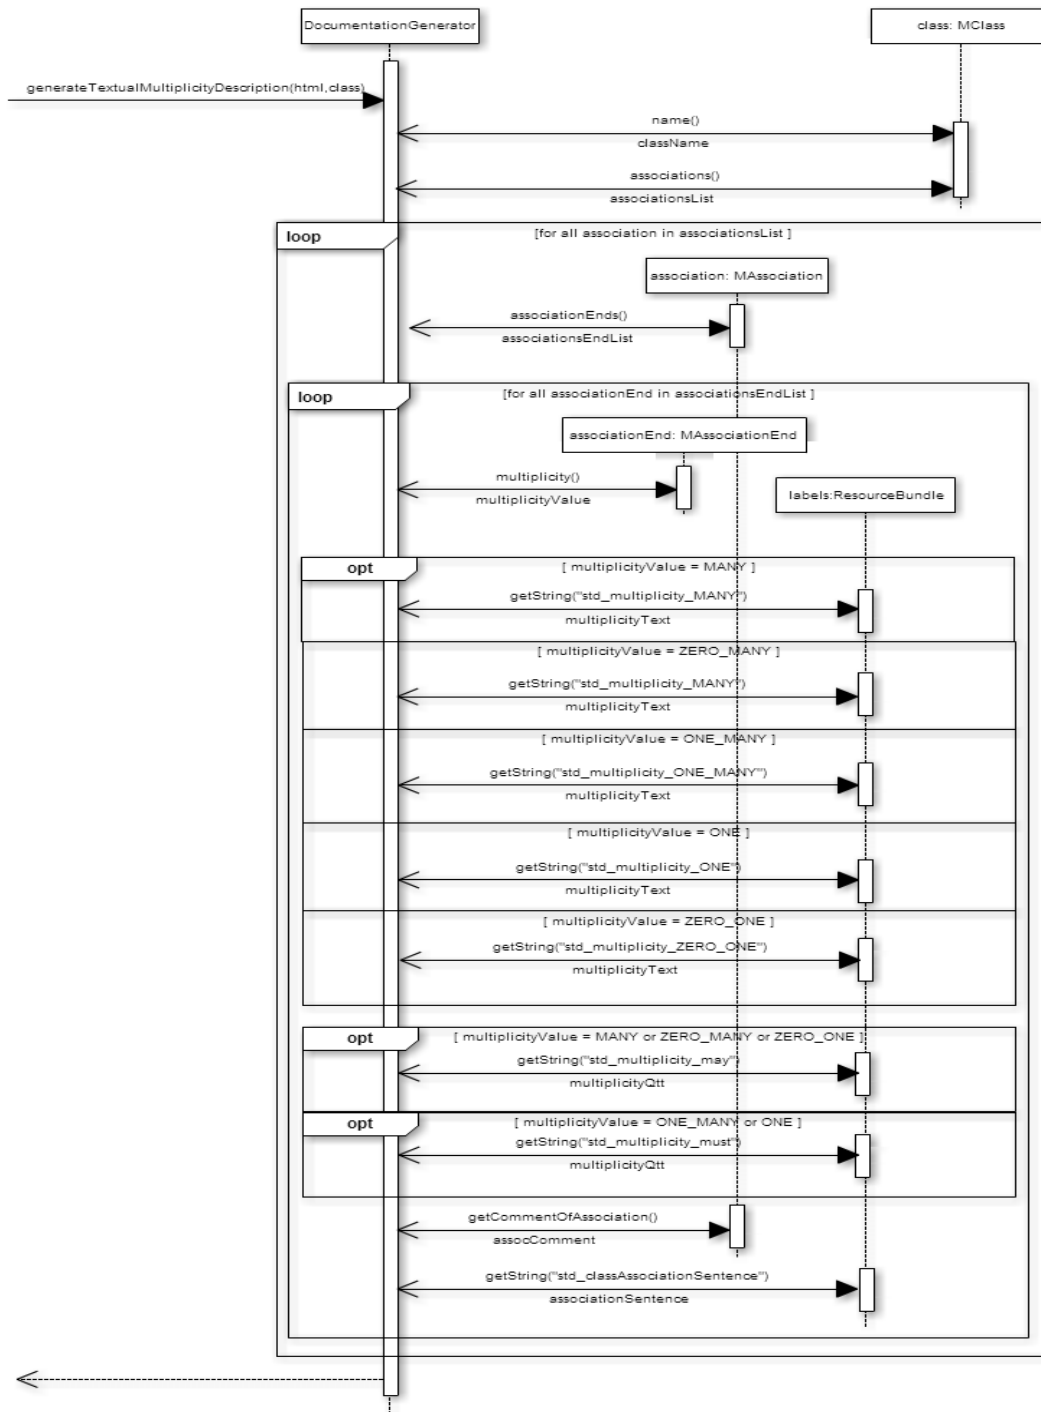 DocumentationGenerator
class: MClass
generateTextualMultiplicityDescription(html,class)
name()
className
associations()
associationsList
loop
[for all association in associationsList ]
association: MAssociation
associationEnds()
associationsEndList
loop
[for all associationEnd in associationsEndList ]
associationEnd: MAssociationEnd
multiplicity()
multiplicityValue
labels:ResourceBundle
opt
[ multiplicityValue = MANY ]
getString("std_multiplicity_MANY")
multiplicityText
[ multiplicityValue = ZERO_MANY ]
getString("std_multiplicity_MANY")
multiplicityText
[ multiplicityValue = ONE_MANY ]
getString("std_multiplicity_ONE_MANY")
multiplicityText
[ multiplicityValue = ONE ]
getString("std_multiplicity_ONE")
multiplicityText
[ multiplicityValue = ZERO_ONE ]
getString("std_multiplicity_ZERO_ONE")
multiplicityText
opt
[ multiplicityValue = MANY or ZERO_MANY or ZERO_ONE ]
getString("std_multiplicity_may")
multiplicityQtt
opt
[ multiplicityValue = ONE_MANY or ONE ]
getString("std_multiplicity_must")
multiplicityQtt
getCommentOfAssociation()
assocComment
getString("std_classAssociationSentence")
associationSentence